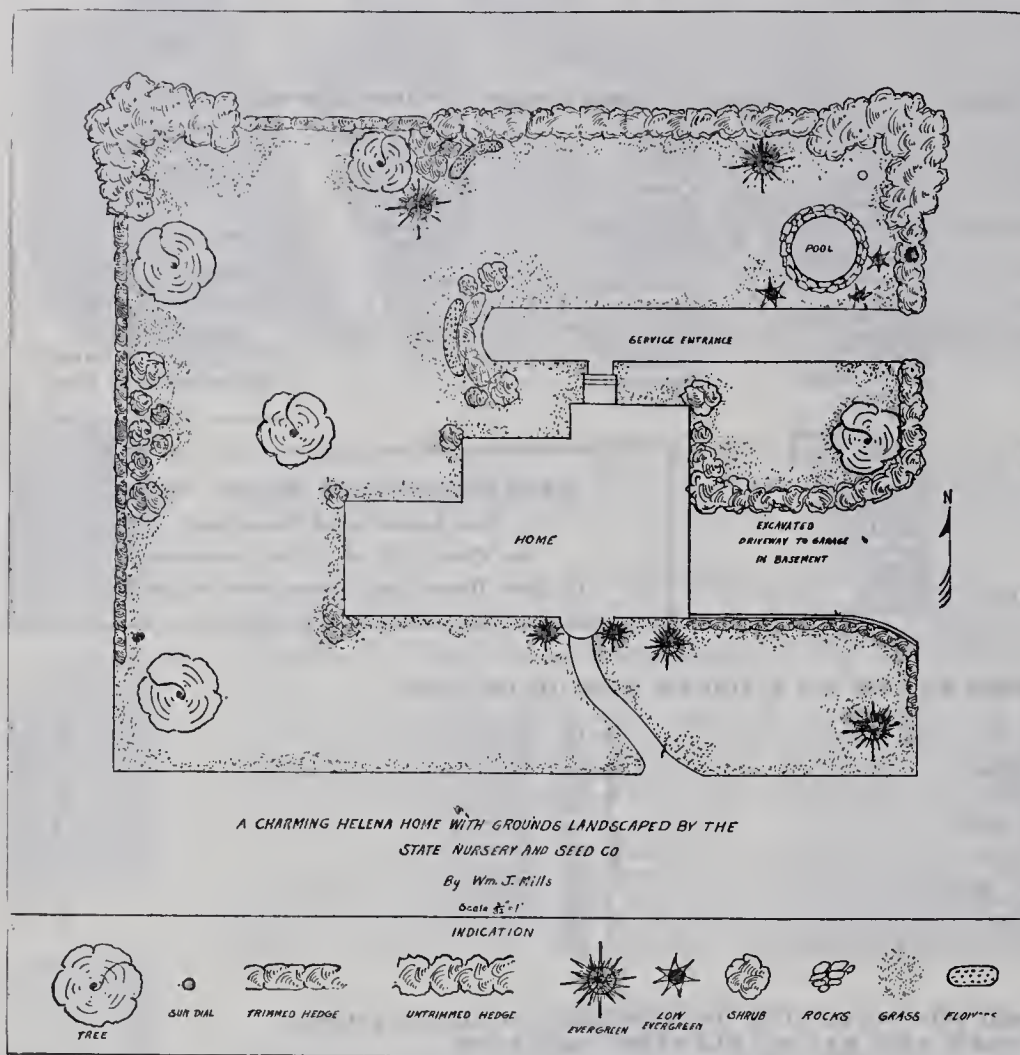 POOL
SERVICE ENTRANCE
HOME
N
EXCAVATED
DRIVEWAY TO GARAGE
IN BASEMENT
A CHARMING HELENA HOME WITH GROUNDS LANDSCAPED BY THE
STATE NURSERY AND SEED CO
By Wm. J. Mills
Scale
INDICATION
TREE
SUN DIAL
TRIMMED HEDGE
UNTRIMMED HEDGE
EVERGREEN
LOW
EVERGREEN
SHRUB
ROCKS
GRASS